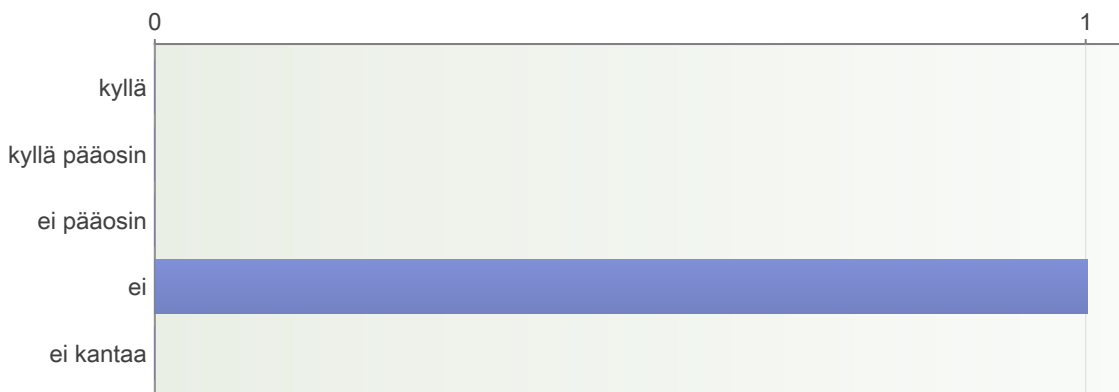 0 1
kyllä
kyllä pääosin
ei pääosin
ei
ei kantaa